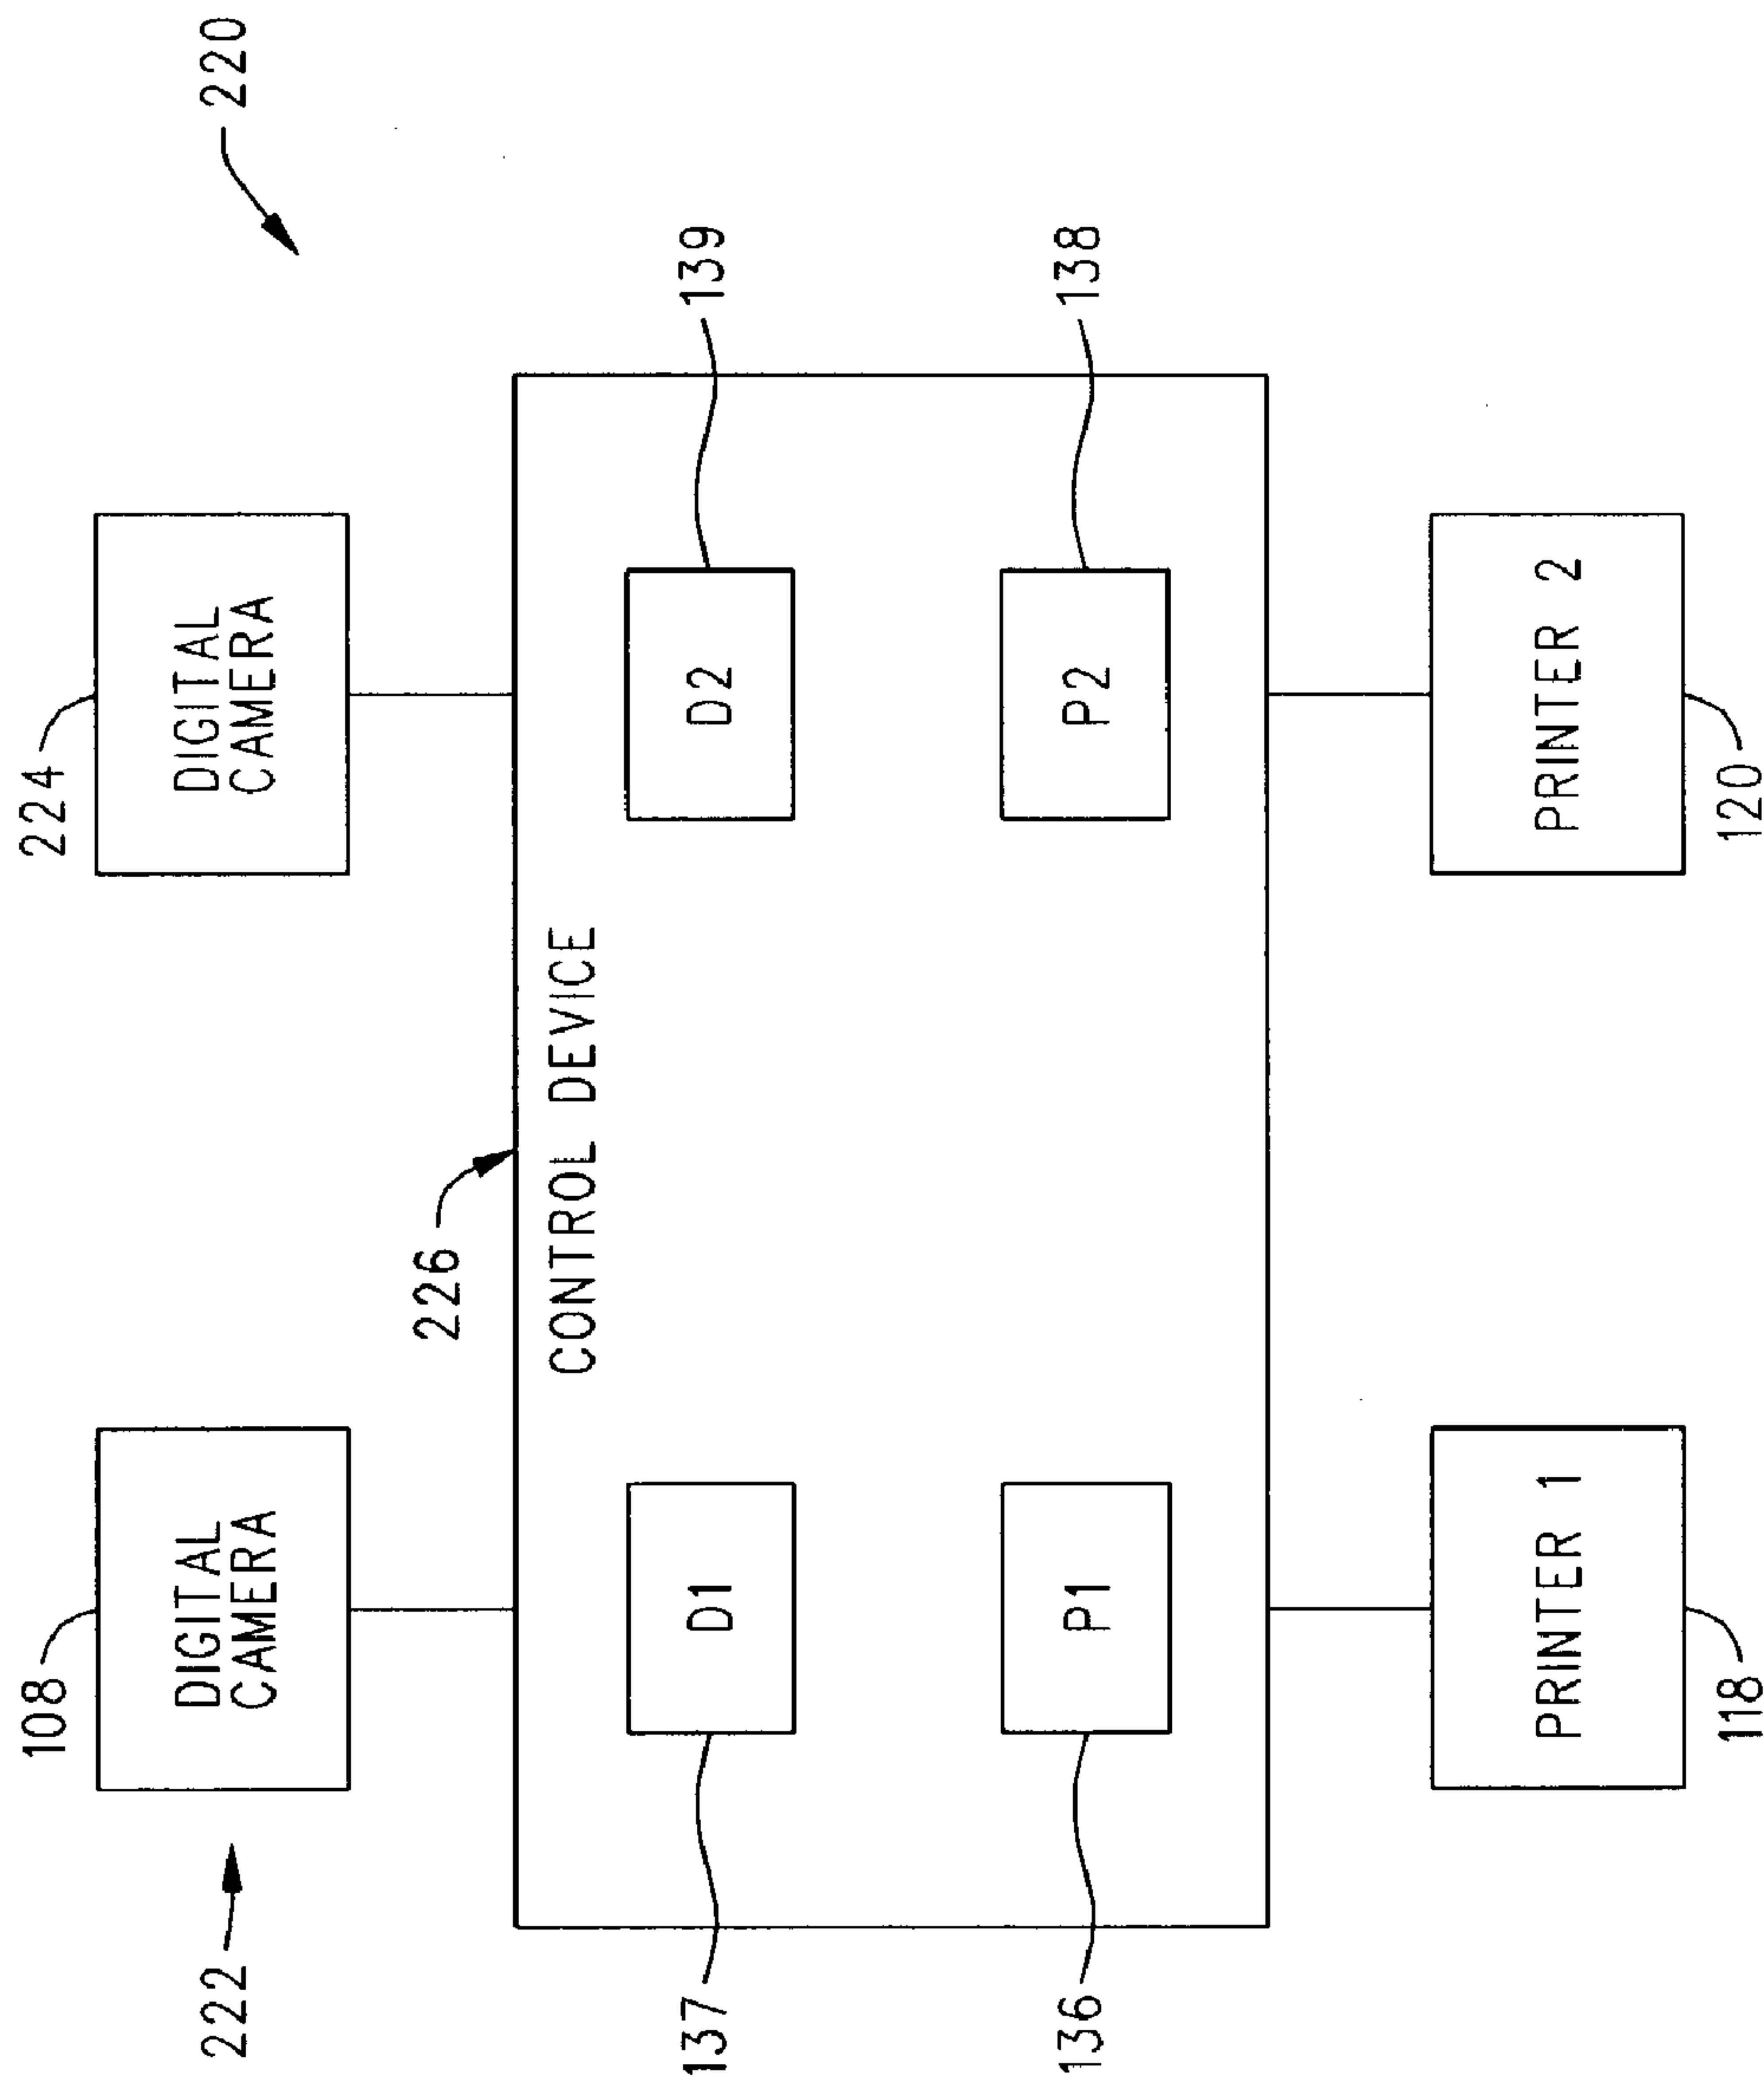 108
224
220
222
DIGITAL
CAMERA
DIGITAL
CAMERA
226
CONTROL DEVICE
137
D1
D2
139
136
P1
P2
138
PRINTER 1
PRINTER 2
118
120